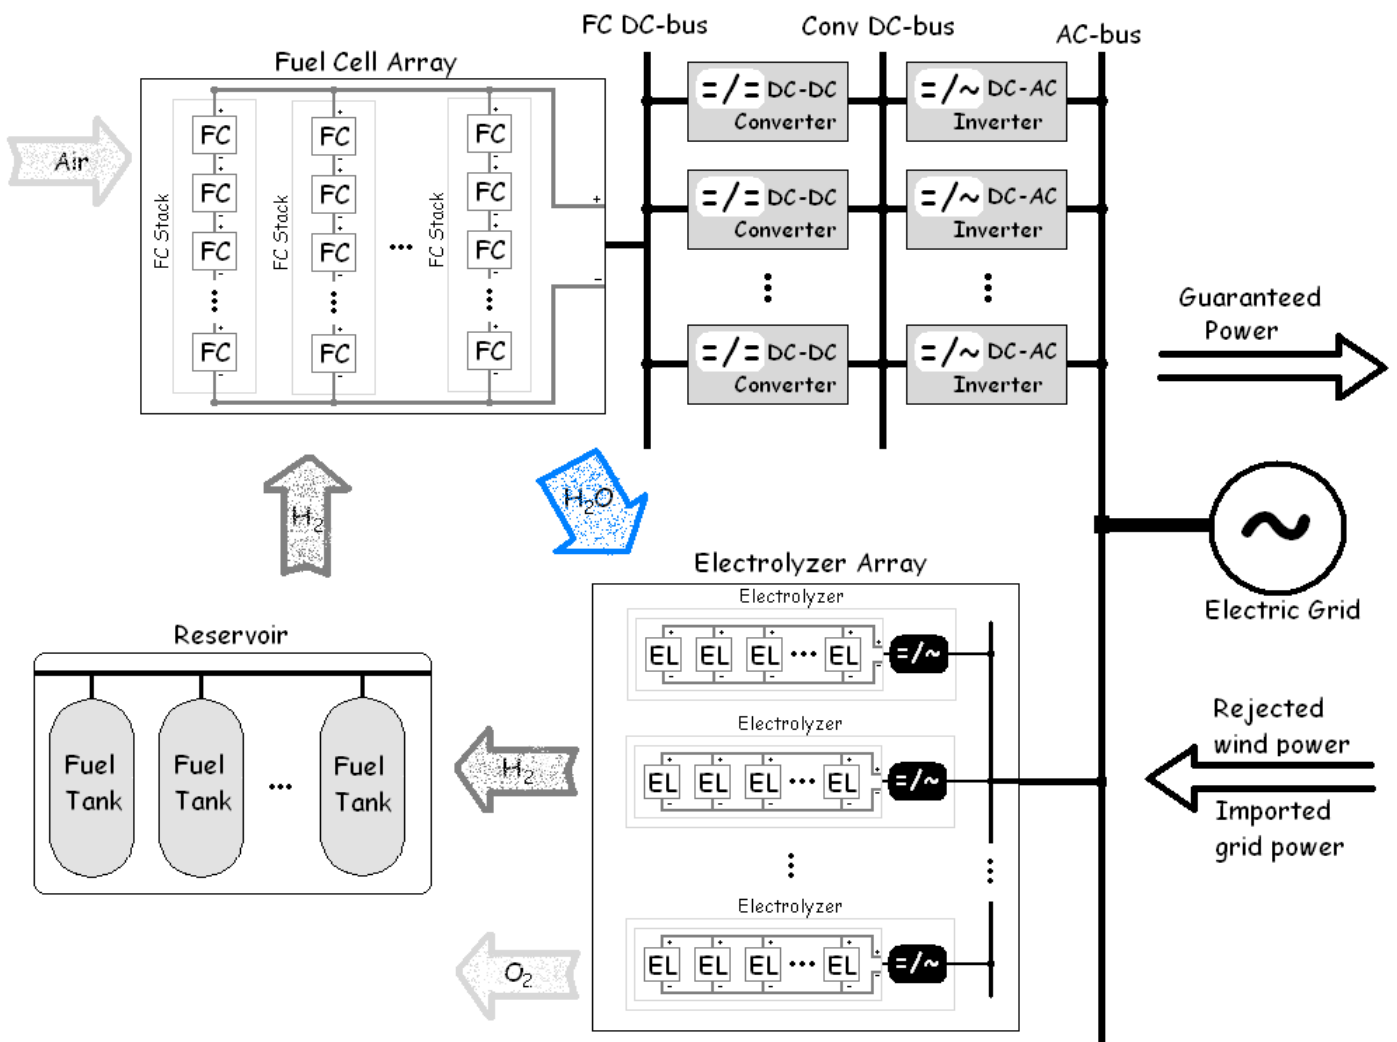 FC DC-bus
Conv DC-bus
AC-bus
Fuel Cell Array
Air
FC Stack
+
FC
-
+
FC
-
+
FC
-
+
FC
-
FC Stack
+
FC
-
+
FC
-
+
FC
-
+
FC
-
...
FC Stack
+
FC
-
+
FC
-
+
FC
-
+
FC
-
+
-
=/= DC-DC
Converter
=/~ DC-AC
Inverter
=/= DC-DC
Converter
=/~ DC-AC
Inverter
=/= DC-DC
Converter
=/~ DC-AC
Inverter
Guaranteed
Power
H₂
H₂O
~
Electric Grid
Electrolyzer Array
Electrolyzer
+ + + + +
EL EL EL ... EL =/~
- - - - -
Electrolyzer
+ + + + +
EL EL EL ... EL =/~
- - - - -
Electrolyzer
+ + + + +
EL EL EL ... EL =/~
- - - - -
Reservoir
Fuel
Tank
Fuel
Tank
...
Fuel
Tank
H₂
O₂
Rejected
wind power
Imported
grid power